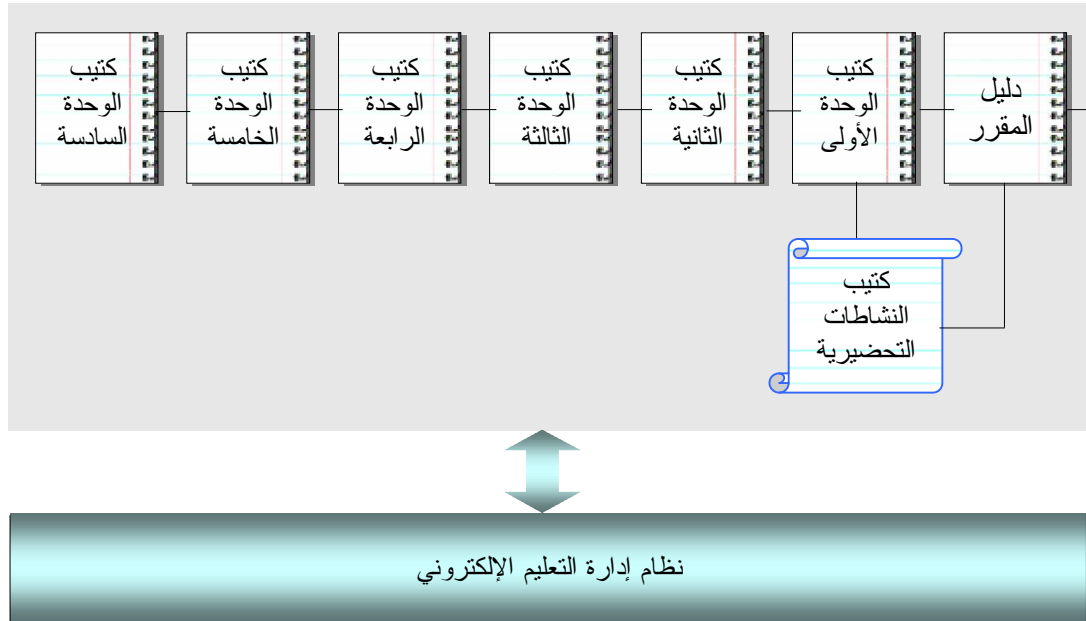 دليل
المقرر
كتيب
الوحدة
الأولى
كتيب
الوحدة
الثانية
كتيب
الوحدة
الثالثة
كتيب
الوحدة
الرابعة
كتيب
الوحدة
الخامسة
كتيب
الوحدة
السادسة
كتيب
النشاطات
التحضيرية
نظام إدارة التعليم الإلكتروني